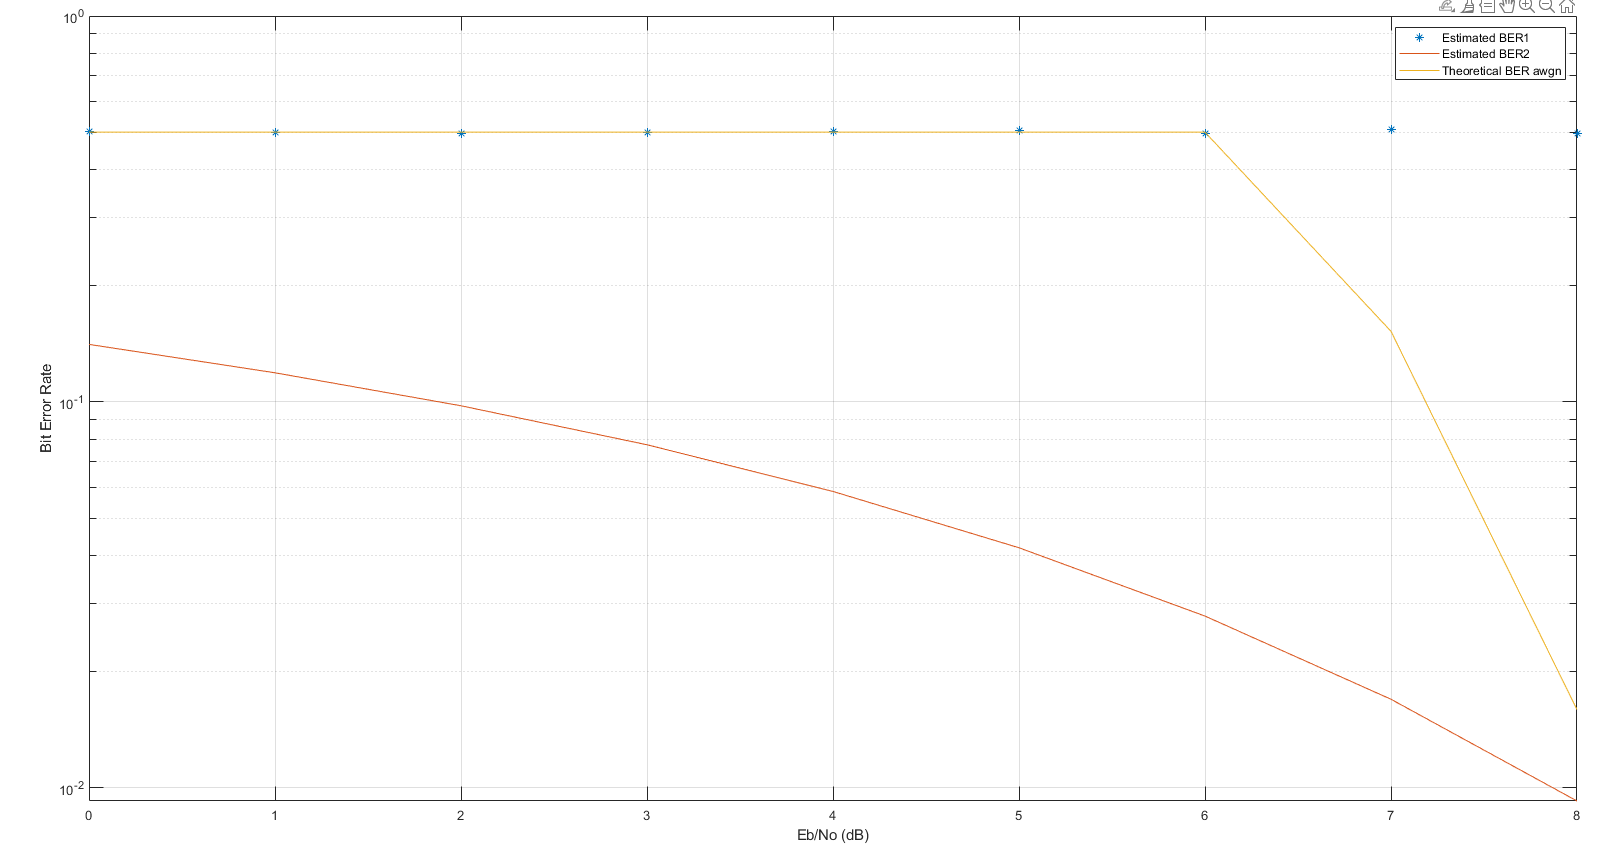 10^0
Estimated BER1
Estimated BER2
Theoretical BER awgn
Bit Error Rate
10^-1
10^-2
0 1 2 3 4 5 6 7 8
Eb/No (dB)